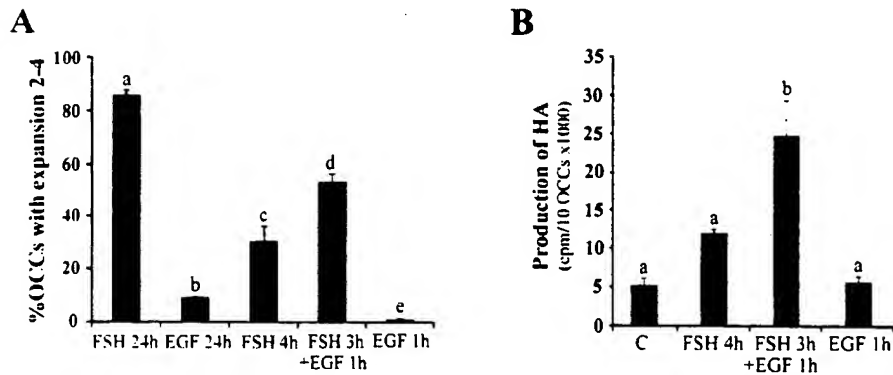 A
%OCCs with expansion 2-4
100
80
60
40
20
0
a
b
c
d
e
FSH 24h EGF 24h FSH 4h FSH 3h EGF 1h
+EGF 1h
B
Production of HA
(cpm/10 OCCs x1000)
35
30
25
20
15
10
5
0
a
a
b
a
C FSH 4h FSH 3h EGF 1h
+EGF 1h